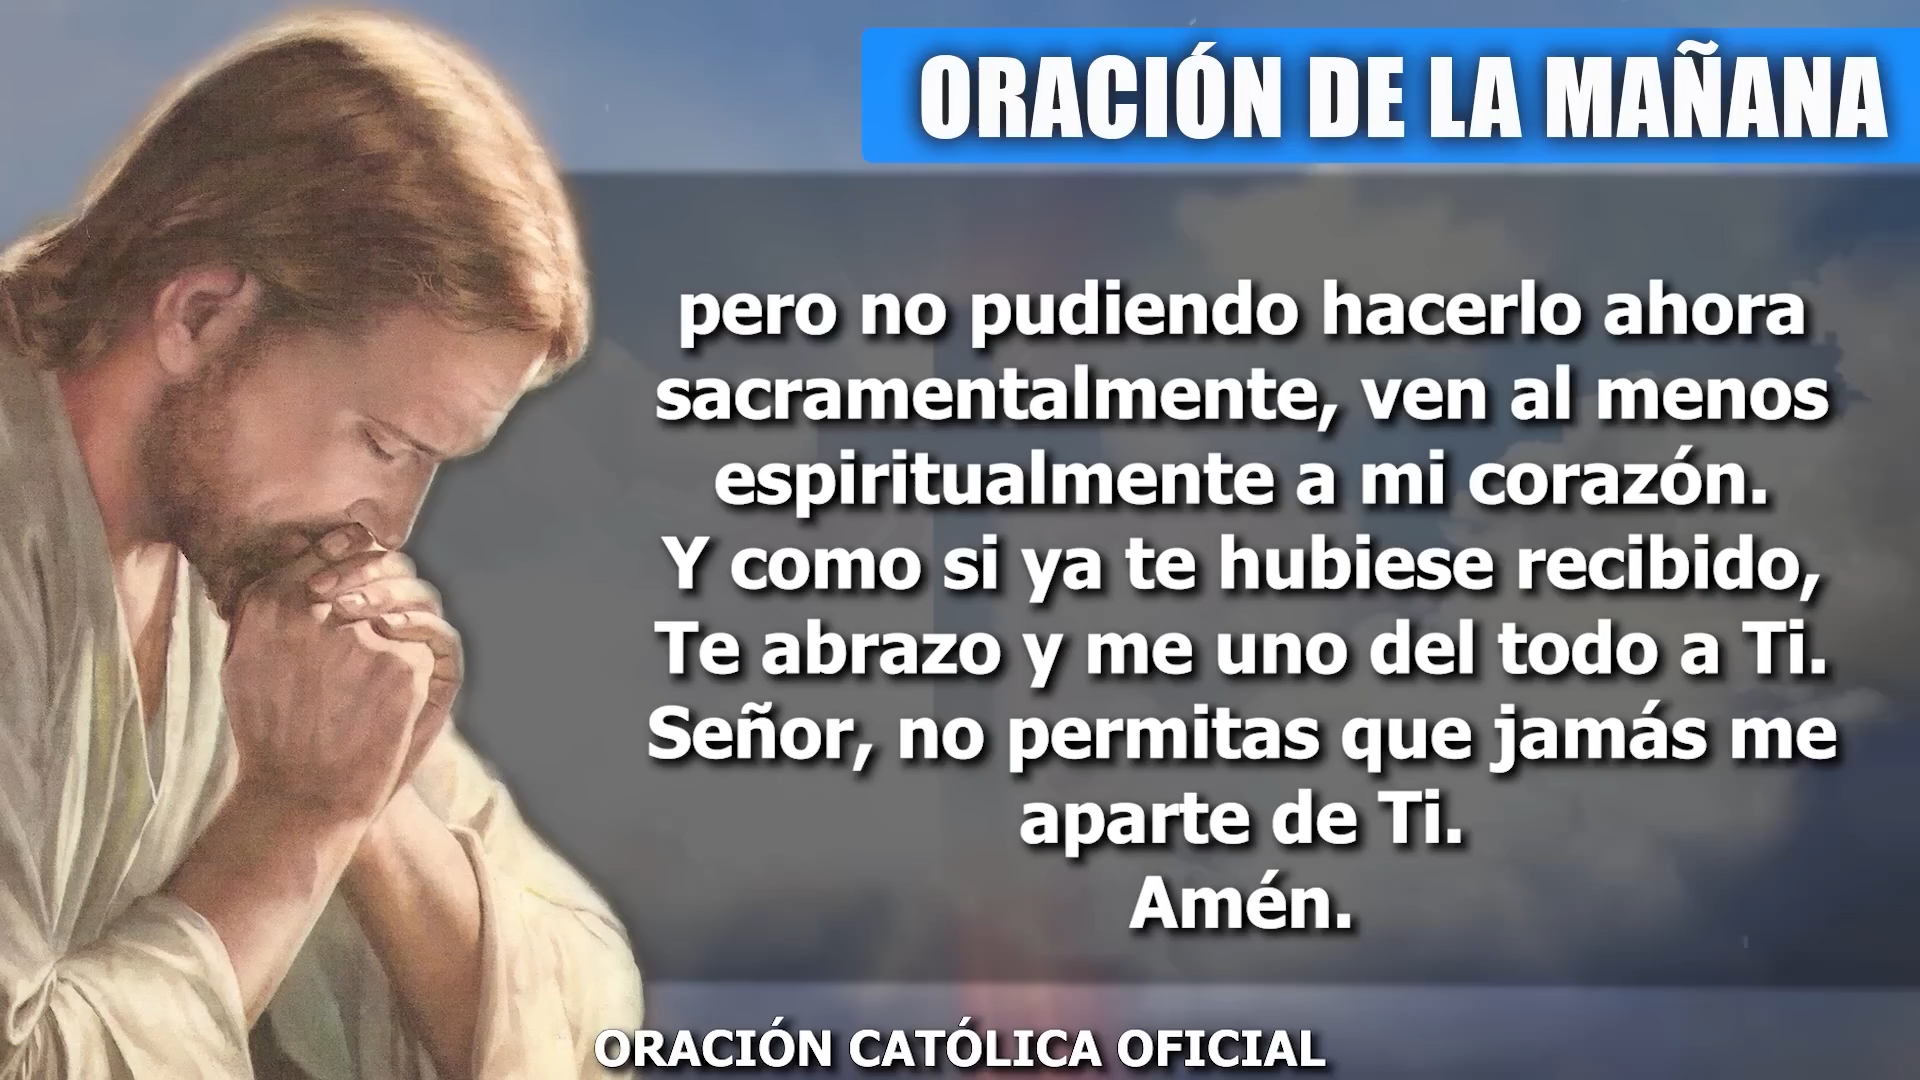 ORACIÓN DE LA MAÑANA
pero no pudiendo hacerlo ahora
sacramentalmente, ven al menos
espiritualmente a mi corazón.
Y como si ya te hubiese recibido,
Te abrazo y me uno del todo a Ti.
Señor, no permitas que jamás me
aparte de Ti.
Amén.
ORACIÓN CATÓLICA OFICIAL